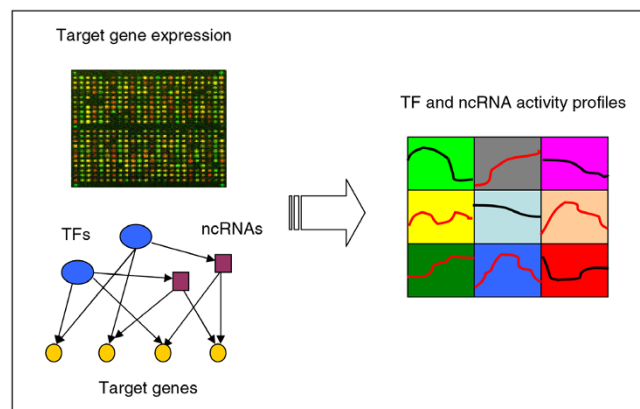 Target gene expression
TF and ncRNA activity profiles
TFs
ncRNAs
Target genes